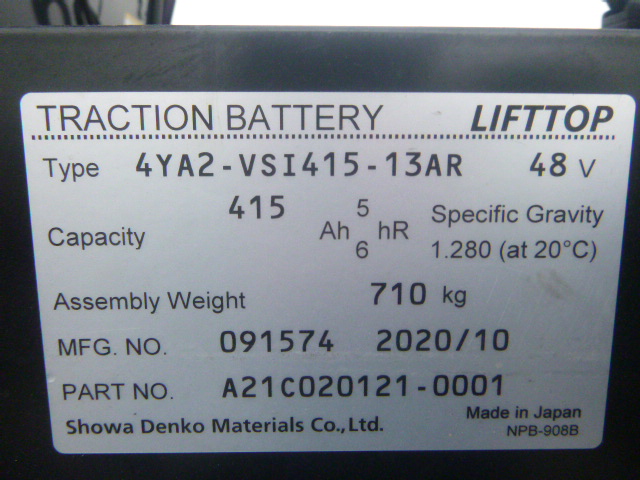 TRACTION BATTERY LIFTTOP
Type 4YA2-VSI415-13AR 48 V
Capacity 415 Ah 5 hR Specific Gravity
6 1.280 (at 20°C)
Assembly Weight 710 kg
MFG. NO. 091574 2020/10
PART NO. A21C020121-0001
Showa Denko Materials Co.,Ltd. Made in Japan
NPB-908B